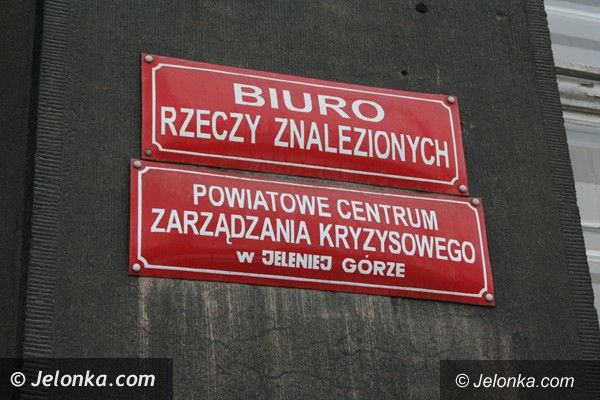 BIURO
RZECZY ZNALEZIONYCH
POWIATOWE CENTRUM
ZARZĄDZANIA KRYZYSOWEGO
W JELENIEJ GÓRZE
© Jelonka.com
© Jelonka.com